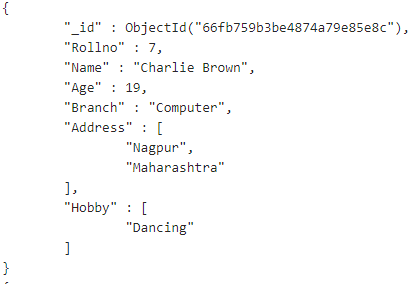 {
"_id" : ObjectId("66fb759b3be4874a79e85e8c"),
"Rollno" : 7,
"Name" : "Charlie Brown",
"Age" : 19,
"Branch" : "Computer",
"Address" : [
"Nagpur",
"Maharashtra"
],
"Hobby" : [
"Dancing"
]
}